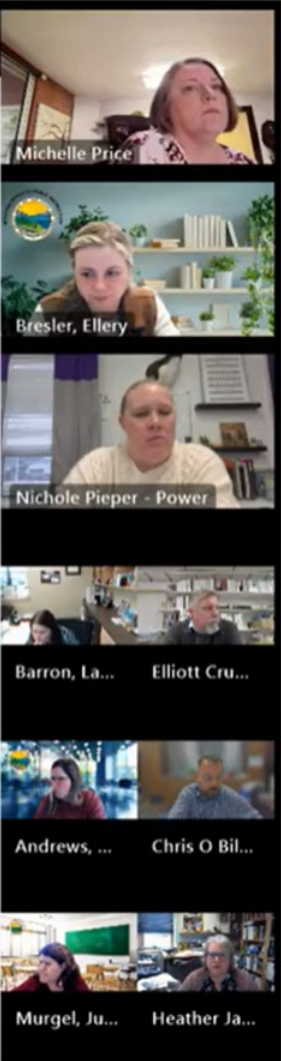 Michelle Price
Bresler, Ellery
Nichole Pieper - Power
Barron, La...
Elliott Cru...
Andrews, ...
Chris O Bil...
Murgel, Ju...
Heather Ja...